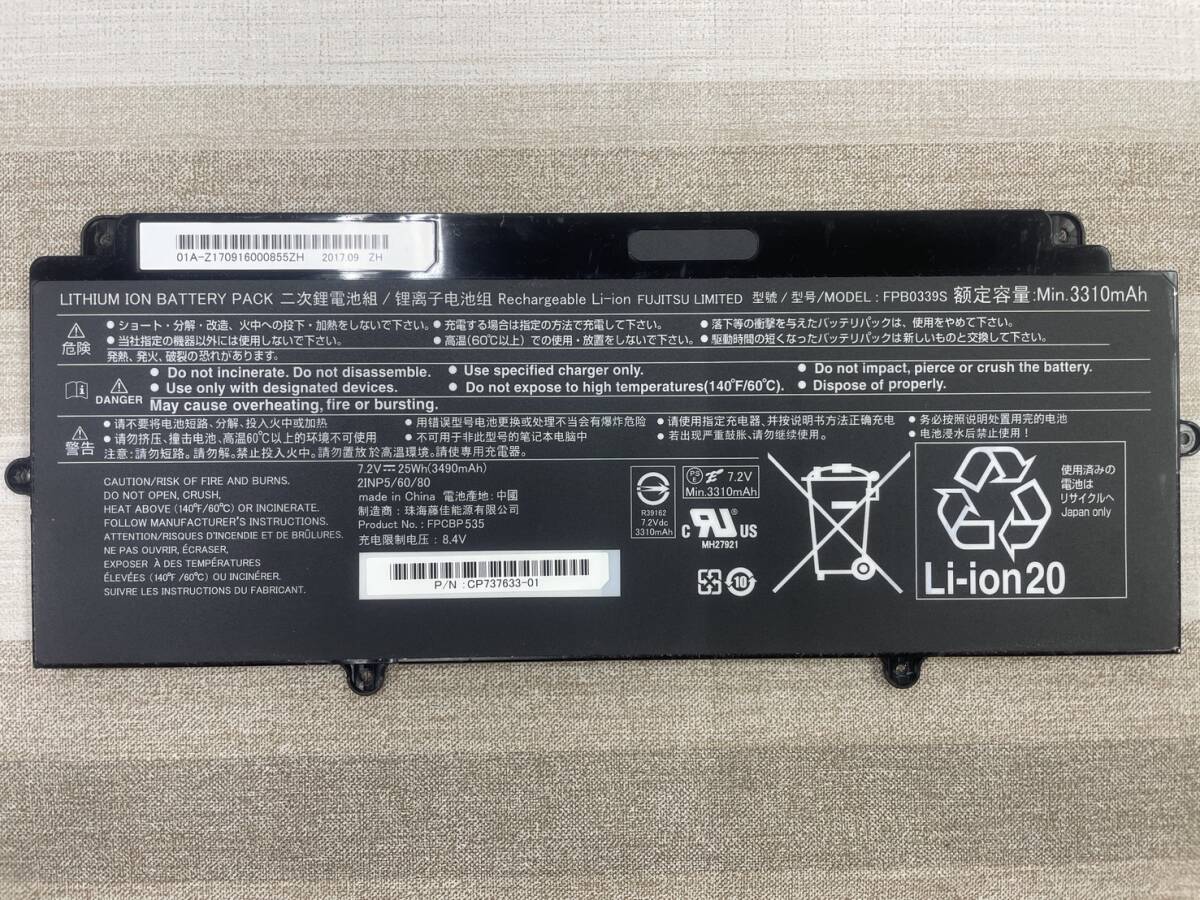 01A-Z170916000855ZH 2017.09 ZH
LITHIUM ION BATTERY PACK 二次鋰電池組 / 锂离子电池组 Rechargeable Li-ion FUJITSU LIMITED 型號 / 型号/MODEL : FPB0339S 额定容量:Min.3310mAh
危険
• ショート・分解・改造、火中への投下・加熱をしないで下さい。 • 充電する場合は指定の方法で充電して下さい。 • 落下等の衝撃を与えたバッテリパックは、使用をやめて下さい。
• 当社指定の機器以外には使用しないで下さい。 • 高温(60℃以上)での使用・放置をしないで下さい。 • 駆動時間の短くなったバッテリパックは新しいものと交換して下さい。
発熱、発火、破裂の恐れがあります。
DANGER
• Do not incinerate. Do not disassemble. • Use specified charger only. • Do not impact, pierce or crush the battery.
• Use only with designated devices. • Do not expose to high temperatures(140°F/60°C). • Dispose of properly.
May cause overheating, fire or bursting.
警告
• 请不要将电池短路、分解、投入火中或加热 • 用错误型号电池更换或处理不当会有爆炸危险 • 请使用指定充电器、并按说明书方法正确充电 • 务必按照说明处置用完的电池
• 请勿挤压、撞击电池、高温60℃以上的环境不可使用 • 不可用于非此型号的笔记本电脑中 • 若出现严重鼓胀、请勿继续使用。 • 电池浸水后禁止使用！
注意:請勿短路。請勿解。禁止投入火中。請勿置放於高溫環境。請使專用充電器。
CAUTION/RISK OF FIRE AND BURNS.
DO NOT OPEN, CRUSH,
HEAT ABOVE (140°F/60°C) OR INCINERATE.
FOLLOW MANUFACTURER'S INSTRUCTIONS.
ATTENTION/RISQUES D'INCENDIE ET DE BRÛLURES.
NE PAS OUVRIR, ÉCRASER,
EXPOSER À DES TEMPÉRATURES
ÉLEVÉES (140°F /60°C) OU INCINÉRER.
SUIVRE LES INSTRUCTIONS DU FABRICANT.
7.2V⎓25Wh(3490mAh)
2INP5/60/80
made in China 電池產地: 中國
制造商：珠海藤佳能源有限公司
Product No.: FPCBP535
充电限制电压：8.4V
P/N :CP737633-01
R39162
7.2Vdc
3310mAh
PS E 7.2V
Min.3310mAh
c RU US
MH27921
10
使用済みの
電池は
リサイクルへ
Japan only
Li-ion20